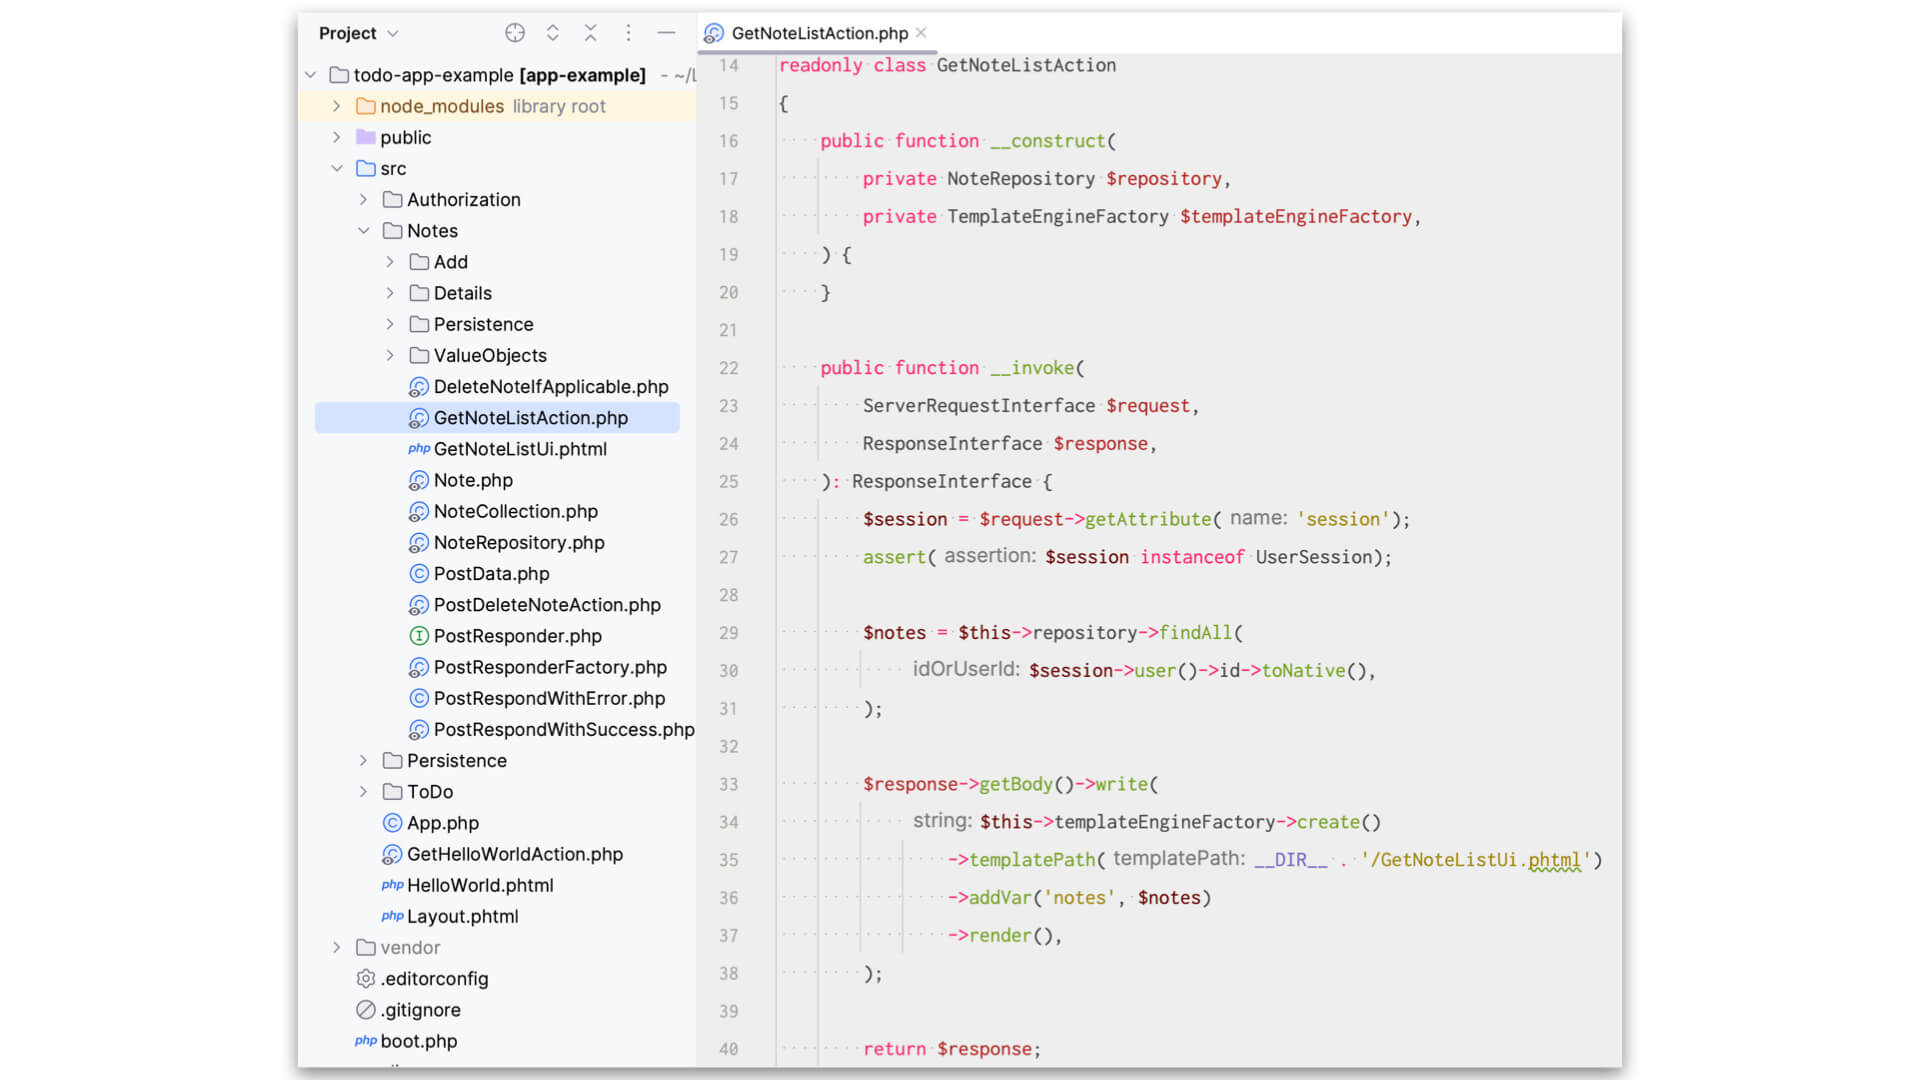 Project
todo-app-example [app-example] - ~/
node_modules library root
public
src
Authorization
Notes
Add
Details
Persistence
ValueObjects
DeleteNoteIfApplicable.php
GetNoteListAction.php
php GetNoteListUi.phtml
Note.php
NoteCollection.php
NoteRepository.php
PostData.php
PostDeleteNoteAction.php
PostResponder.php
PostResponderFactory.php
PostRespondWithError.php
PostRespondWithSuccess.php
Persistence
ToDo
App.php
GetHelloWorldAction.php
php HelloWorld.phtml
php Layout.phtml
vendor
.editorconfig
.gitignore
php boot.php
GetNoteListAction.php
14 readonly class GetNoteListAction
15 {
16 public function __construct(
17 private NoteRepository $repository,
18 private TemplateEngineFactory $templateEngineFactory,
19 ) {
20 }
21
22 public function __invoke(
23 ServerRequestInterface $request,
24 ResponseInterface $response,
25 ): ResponseInterface {
26 $session = $request->getAttribute( name: 'session');
27 assert( assertion: $session instanceof UserSession);
28
29 $notes = $this->repository->findAll(
30 idOrUserId: $session->user()->id->toNative(),
31 );
32
33 $response->getBody()->write(
34 string: $this->templateEngineFactory->create()
35 ->templatePath( templatePath: __DIR__ . '/GetNoteListUi.phtml')
36 ->addVar('notes', $notes)
37 ->render(),
38 );
39
40 return $response;